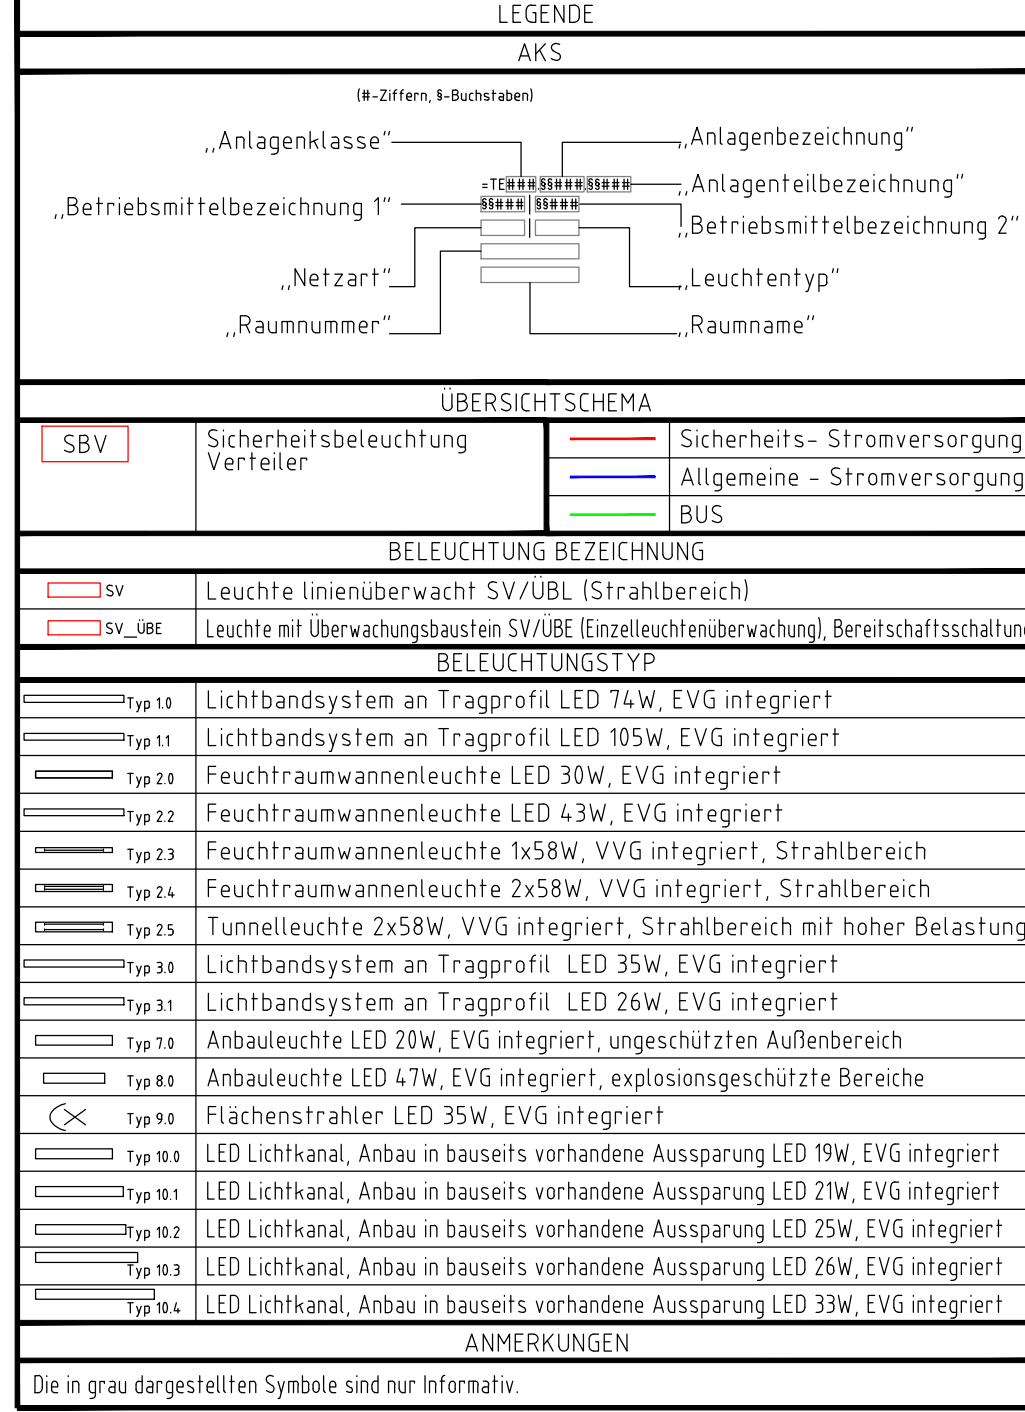 LEGENDE
AKS
(#-Ziffern, §-Buchstaben)
,,Anlagenklasse"
,,Anlagenbezeichnung"
=TE###.§§###.§§###
,,Anlagenteilbezeichnung"
,,Betriebsmittelbezeichnung 1"
§§### §§###
,,Betriebsmittelbezeichnung 2"
,,Netzart"
,,Leuchtentyp"
,,Raumnummer"
,,Raumname"
ÜBERSICHTSCHEMA
SBV
Sicherheitsbeleuchtung
Verteiler
Sicherheits- Stromversorgung
Allgemeine - Stromversorgung
BUS
BELEUCHTUNG BEZEICHNUNG
SV Leuchte linienüberwacht SV/ÜBL (Strahlbereich)
SV_ÜBE Leuchte mit Überwachungsbaustein SV/ÜBE (Einzelleuchtenüberwachung), Bereitschaftsschaltun
BELEUCHTUNGSTYP
Typ 1.0 Lichtbandsystem an Tragprofil LED 74W, EVG integriert
Typ 1.1 Lichtbandsystem an Tragprofil LED 105W, EVG integriert
Typ 2.0 Feuchtraumwannenleuchte LED 30W, EVG integriert
Typ 2.2 Feuchtraumwannenleuchte LED 43W, EVG integriert
Typ 2.3 Feuchtraumwannenleuchte 1x58W, VVG integriert, Strahlbereich
Typ 2.4 Feuchtraumwannenleuchte 2x58W, VVG integriert, Strahlbereich
Typ 2.5 Tunnelleuchte 2x58W, VVG integriert, Strahlbereich mit hoher Belastung
Typ 3.0 Lichtbandsystem an Tragprofil LED 35W, EVG integriert
Typ 3.1 Lichtbandsystem an Tragprofil LED 26W, EVG integriert
Typ 7.0 Anbauleuchte LED 20W, EVG integriert, ungeschützten Außenbereich
Typ 8.0 Anbauleuchte LED 47W, EVG integriert, explosionsgeschützte Bereiche
Typ 9.0 Flächenstrahler LED 35W, EVG integriert
Typ 10.0 LED Lichtkanal, Anbau in bauseits vorhandene Aussparung LED 19W, EVG integriert
Typ 10.1 LED Lichtkanal, Anbau in bauseits vorhandene Aussparung LED 21W, EVG integriert
Typ 10.2 LED Lichtkanal, Anbau in bauseits vorhandene Aussparung LED 25W, EVG integriert
Typ 10.3 LED Lichtkanal, Anbau in bauseits vorhandene Aussparung LED 26W, EVG integriert
Typ 10.4 LED Lichtkanal, Anbau in bauseits vorhandene Aussparung LED 33W, EVG integriert
ANMERKUNGEN
Die in grau dargestellten Symbole sind nur Informativ.